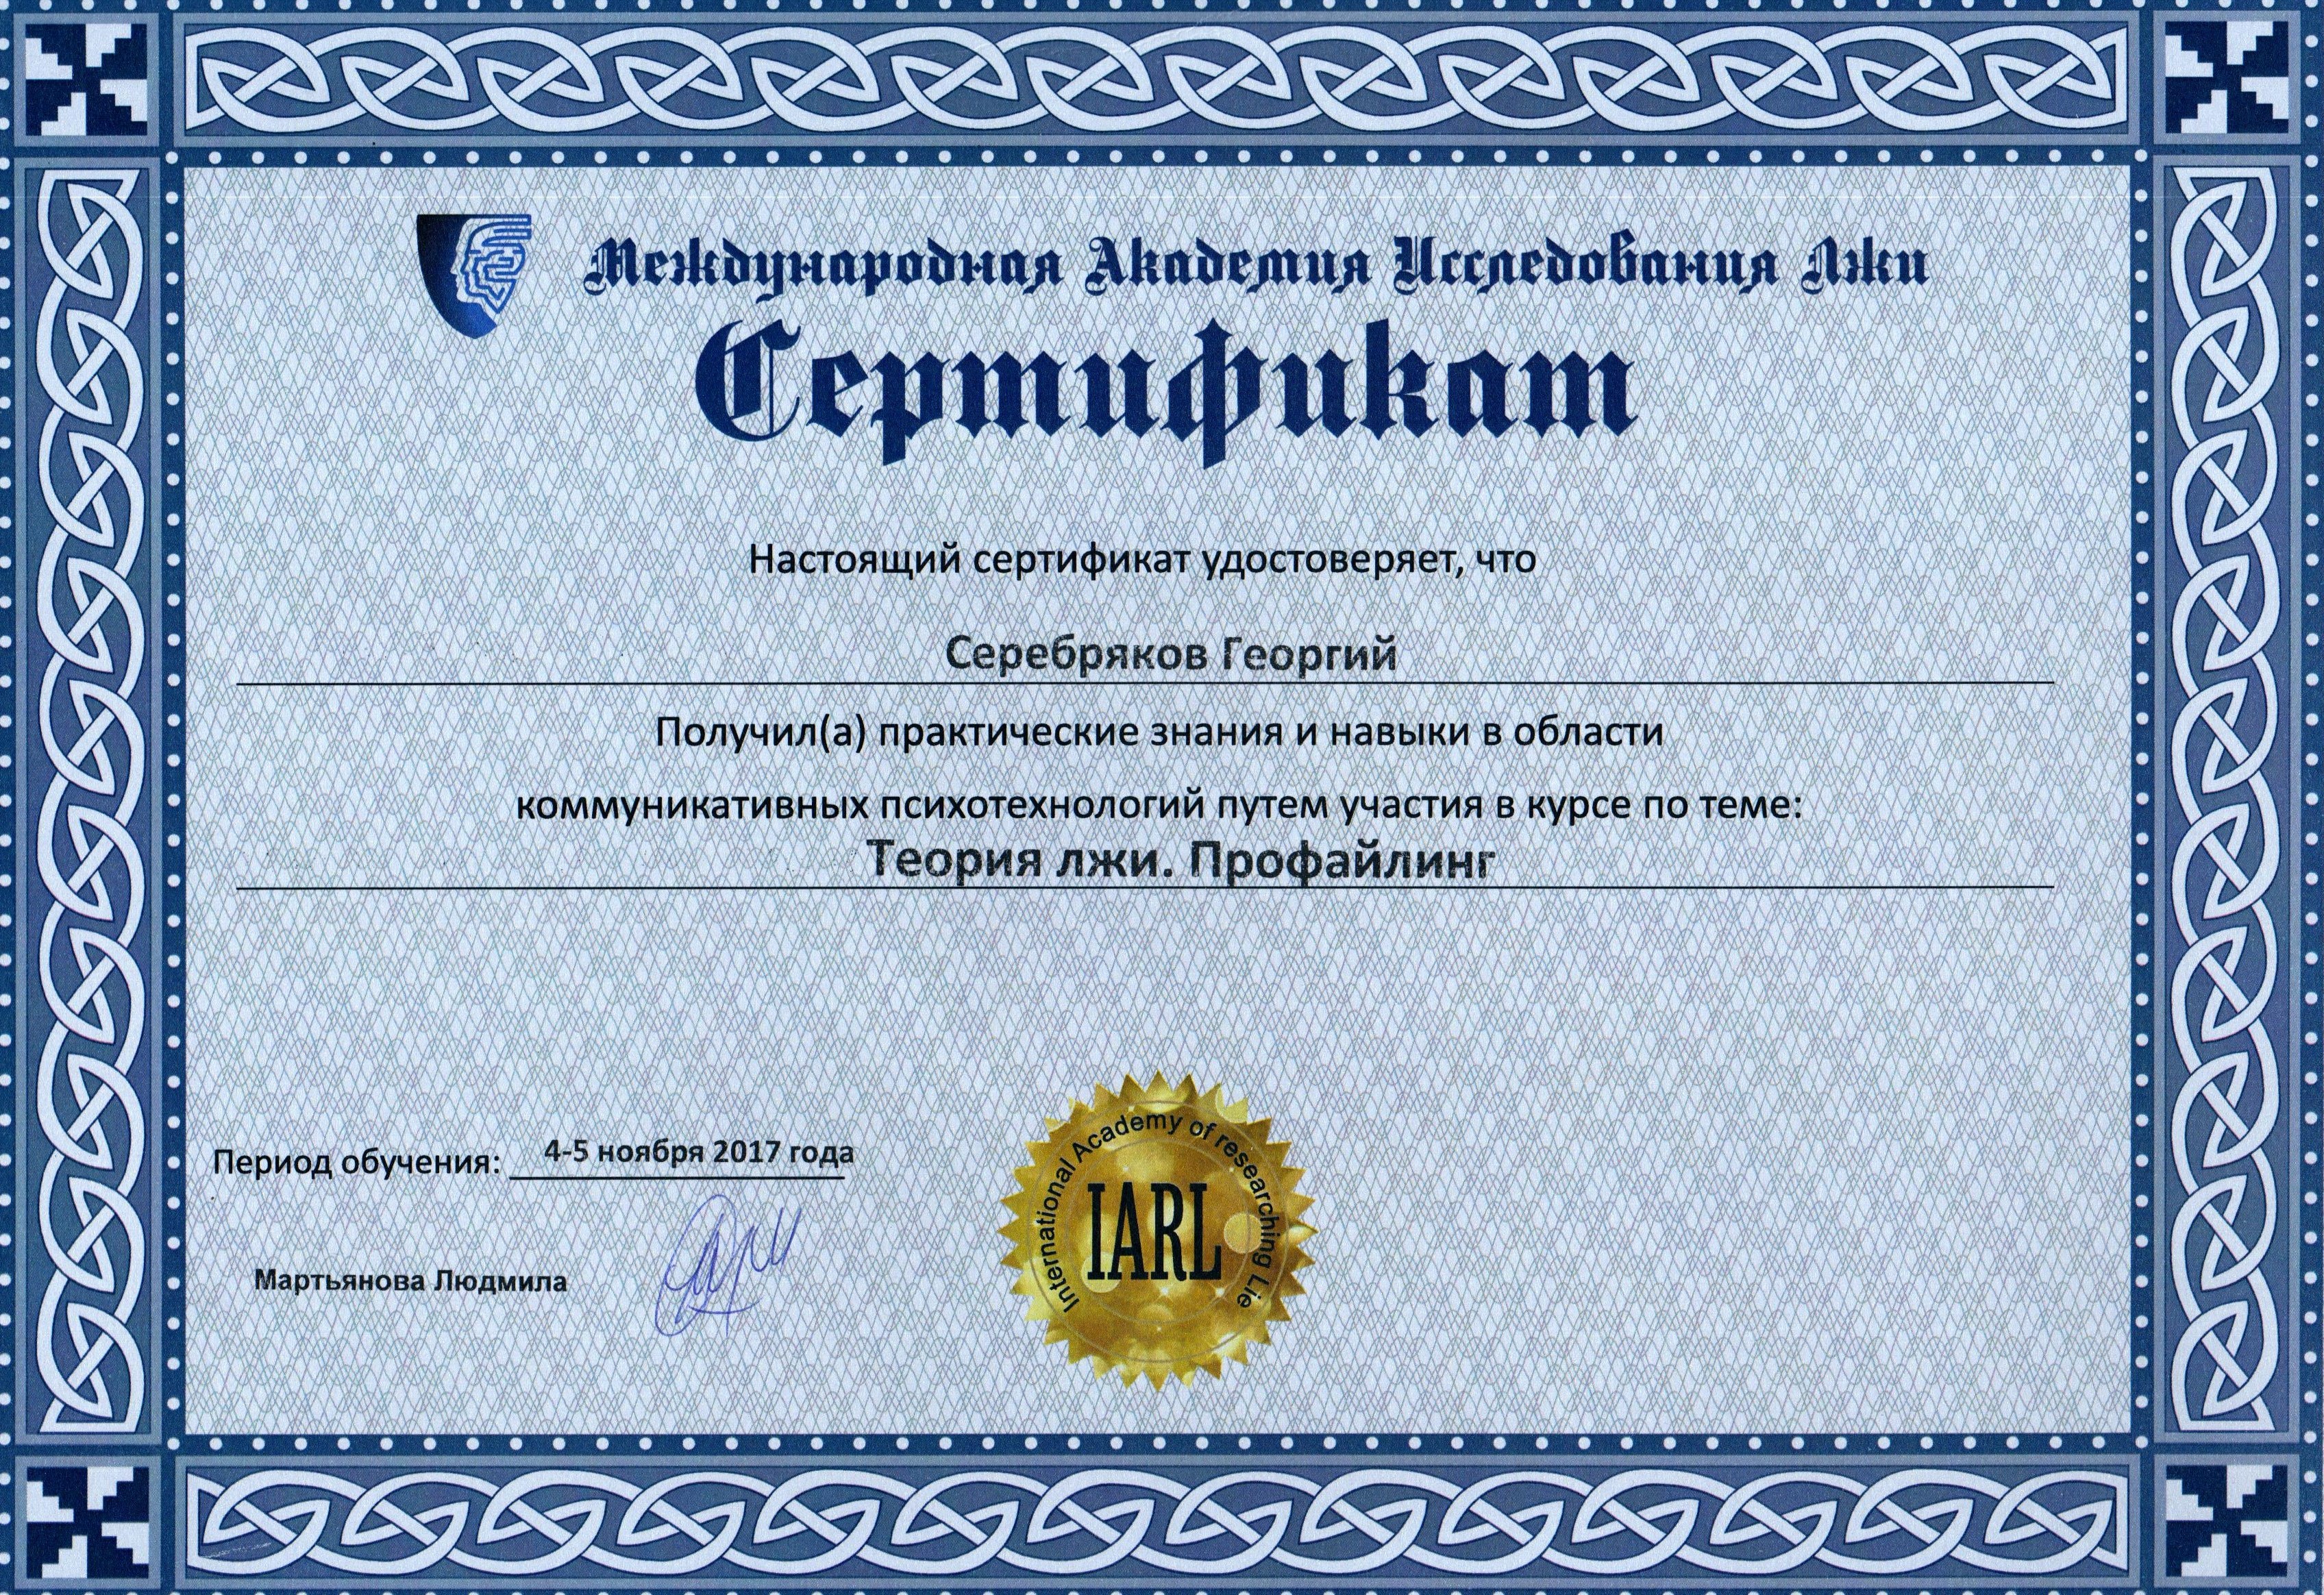 Международная Академия Исследования Лжи
Сертификат
Настоящий сертификат удостоверяет, что
Серебряков Георгий
Получил(а) практические знания и навыки в области
коммуникативных психотехнологий путем участия в курсе по теме:
Теория лжи. Профайлинг
Период обучения: 4-5 ноября 2017 года
Мартьянова Людмила
International Academy of researching Lie
IARL